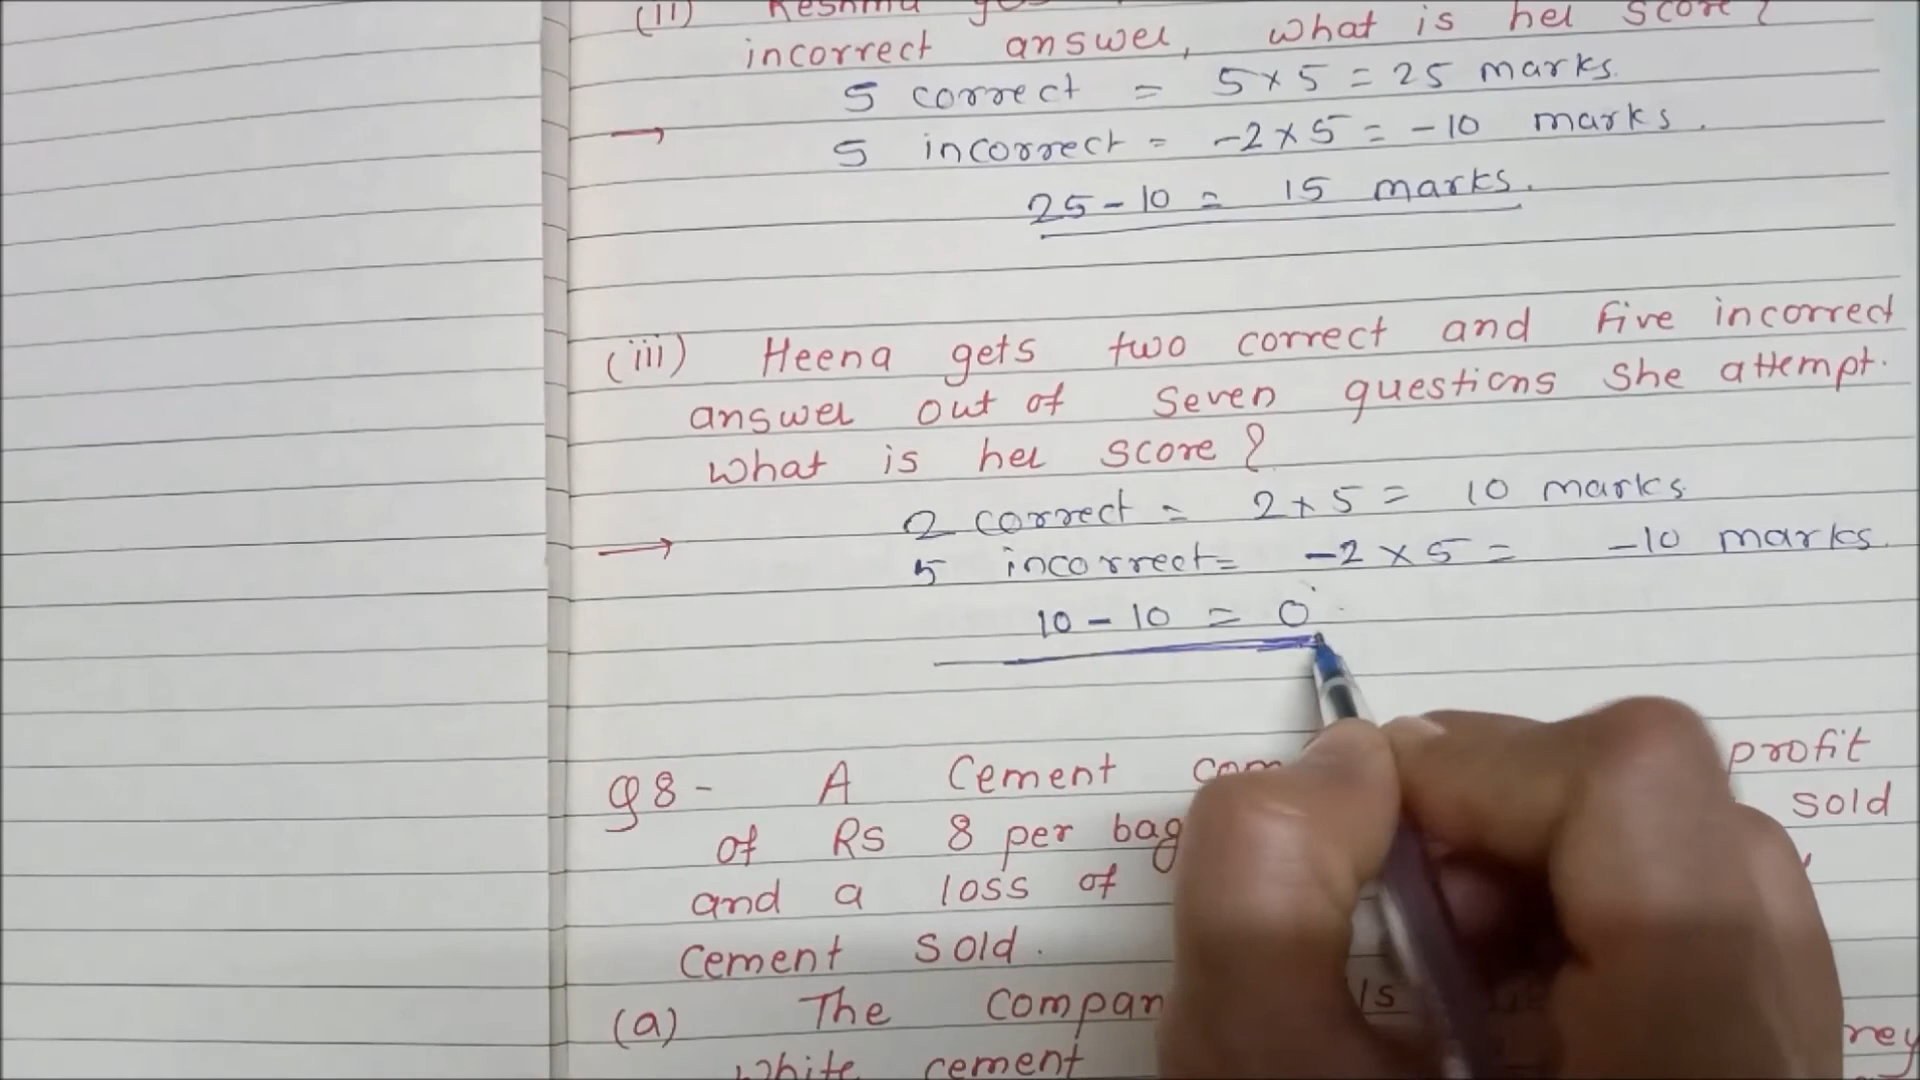 (ii)
incorrect answer, what is her score?
5 correct = 5×5 = 25 marks.
5 incorrect = -2×5 = -10 marks.
25-10 = 15 marks.
(iii) Heena gets two correct and five incorrect
answer out of seven questions she attempt.
What is her score?
2 correct = 2×5 = 10 marks.
5 incorrect = -2×5 = -10 marks.
10-10 = 0.
Q8- A Cement profit
of Rs 8 per bag sold
and a loss of
cement sold.
(a) The
white cement